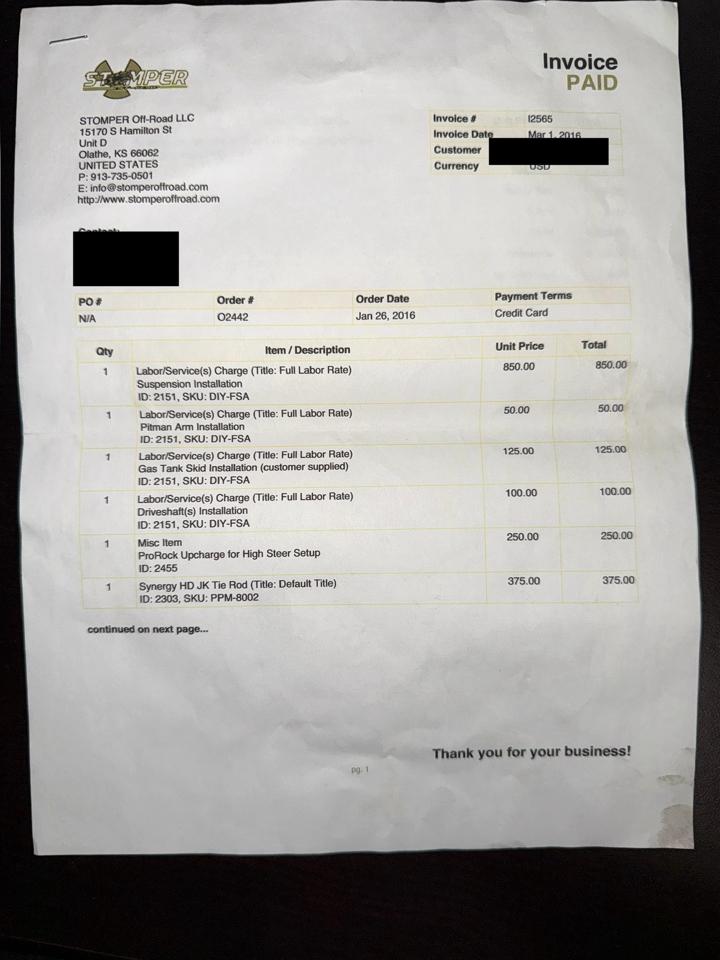 STOMPER
Invoice
PAID
STOMPER Off-Road LLC
15170 S Hamilton St
Unit D
Olathe, KS 66062
UNITED STATES
P: 913-735-0501
E: info@stomperoffroad.com
http://www.stomperoffroad.com
Invoice # I2565
Invoice Date Mar 1, 2016
Customer
Currency USD
Contact:
PO # Order # Order Date Payment Terms
N/A O2442 Jan 26, 2016 Credit Card
Qty Item / Description Unit Price Total
1 Labor/Service(s) Charge (Title: Full Labor Rate) 850.00 850.00
Suspension Installation
ID: 2151, SKU: DIY-FSA
1 Labor/Service(s) Charge (Title: Full Labor Rate) 50.00 50.00
Pitman Arm Installation
ID: 2151, SKU: DIY-FSA
1 Labor/Service(s) Charge (Title: Full Labor Rate) 125.00 125.00
Gas Tank Skid Installation (customer supplied)
ID: 2151, SKU: DIY-FSA
1 Labor/Service(s) Charge (Title: Full Labor Rate) 100.00 100.00
Driveshaft(s) Installation
ID: 2151, SKU: DIY-FSA
1 Misc Item 250.00 250.00
ProRock Upcharge for High Steer Setup
ID: 2455
1 Synergy HD JK Tie Rod (Title: Default Title) 375.00 375.00
ID: 2303, SKU: PPM-8002
continued on next page...
Thank you for your business!
pg. 1